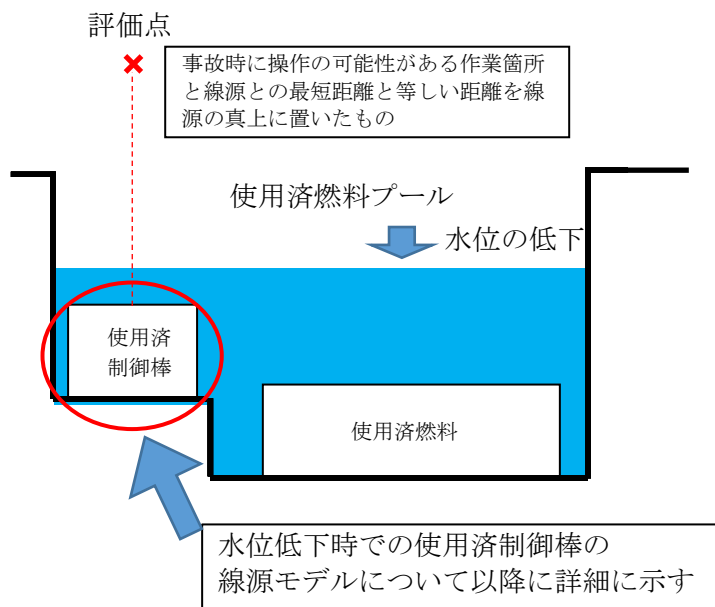 評価点
事故時に操作の可能性がある作業箇所
と線源との最短距離と等しい距離を線
源の真上に置いたもの
使用済燃料プール
水位の低下
使用済
制御棒
使用済燃料
水位低下時での使用済制御棒の
線源モデルについて以降に詳細に示す